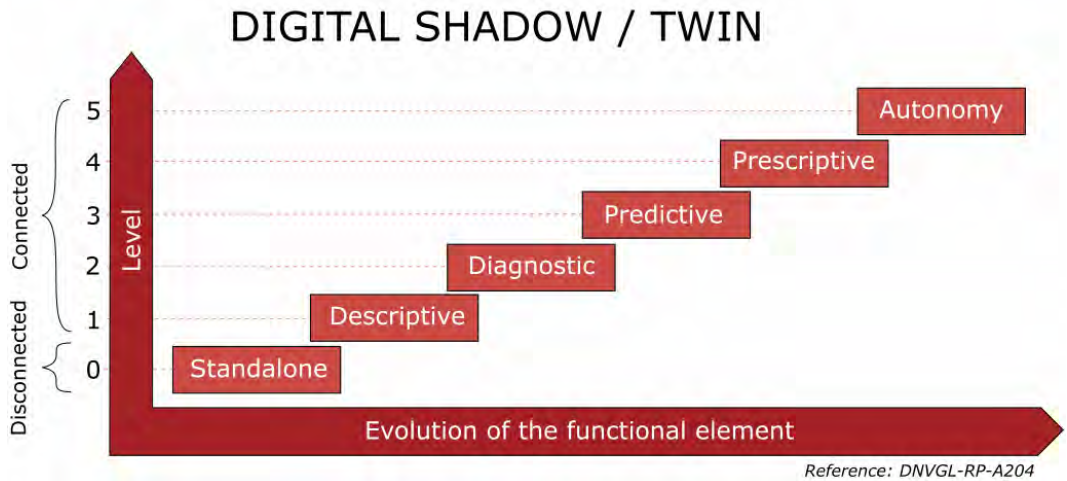 DIGITAL SHADOW / TWIN
5
Autonomy
4
Prescriptive
3
Predictive
2
Diagnostic
1
Descriptive
0
Standalone
Connected
Disconnected
Level
Evolution of the functional element
Reference: DNVGL-RP-A204